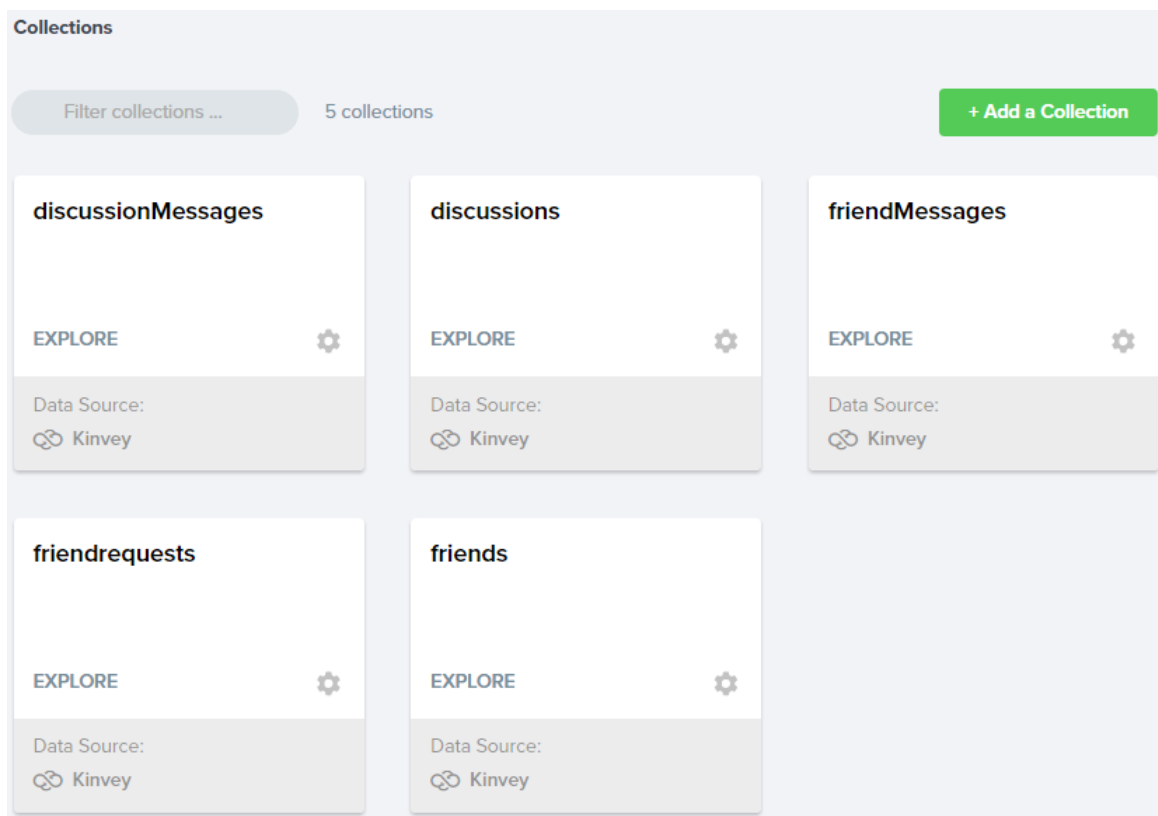 Collections
Filter collections ...
5 collections
+ Add a Collection
discussionMessages
EXPLORE
Data Source:
Kinvey
discussions
EXPLORE
Data Source:
Kinvey
friendMessages
EXPLORE
Data Source:
Kinvey
friendrequests
EXPLORE
Data Source:
Kinvey
friends
EXPLORE
Data Source:
Kinvey